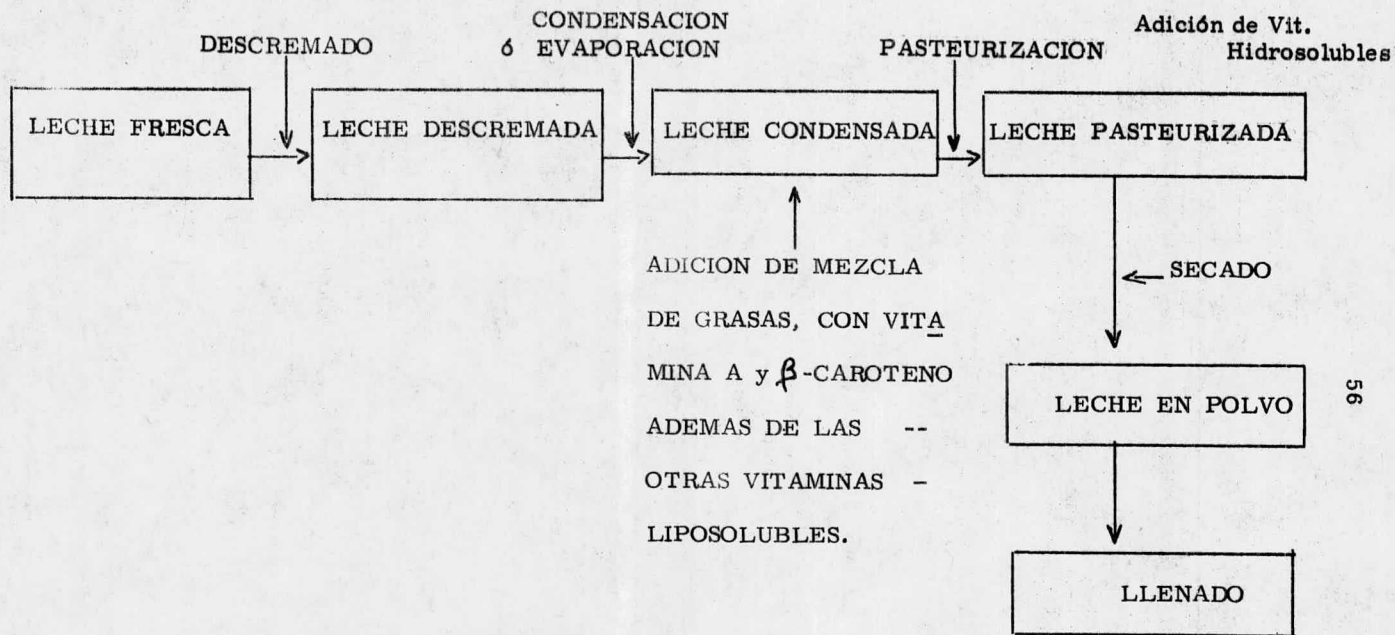 CONDENSACION
Adición de Vit.
DESCREMADO
ó EVAPORACION
PASTEURIZACION
Hidrosolubles
LECHE FRESCA
LECHE DESCREMADA
LECHE CONDENSADA
LECHE PASTEURIZADA
ADICION DE MEZCLA
DE GRASAS, CON VITA
MINA A y β-CAROTENO
ADEMAS DE LAS --
OTRAS VITAMINAS -
LIPOSOLUBLES.
SECADO
LECHE EN POLVO
LLENADO
56